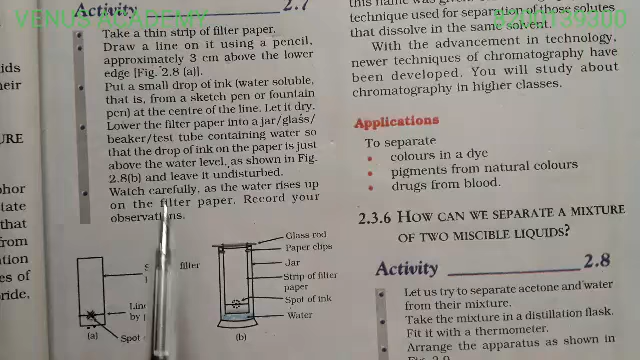 VENUS ACADEMY
8200139300
Activity 2.7
Take a thin strip of filter paper.
Draw a line on it using a pencil,
approximately 3 cm above the lower
edge [Fig. 2.8 (a)].
Put a small drop of ink (water soluble,
that is, from a sketch pen or fountain
pen) at the centre of the line. Let it dry.
Lower the filter paper into a jar/glass/
beaker/test tube containing water so
that the drop of ink on the paper is just
above the water level, as shown in Fig.
2.8(b) and leave it undisturbed.
Watch carefully, as the water rises up
on the filter paper. Record your
observations.
filter
Line
by
Spot
(a)
Glass rod
Paper clips
Jar
Strip of filter
paper
Spot of ink
Water
(b)
technique used for separation of those solutes
that dissolve in the same solvent.
With the advancement in technology,
newer techniques of chromatography have
been developed. You will study about
chromatography in higher classes.
Applications
To separate
• colours in a dye
• pigments from natural colours
• drugs from blood.
2.3.6 HOW CAN WE SEPARATE A MIXTURE
OF TWO MISCIBLE LIQUIDS?
Activity 2.8
Let us try to separate acetone and water
from their mixture.
Take the mixture in a distillation flask.
Fit it with a thermometer.
Arrange the apparatus as shown in